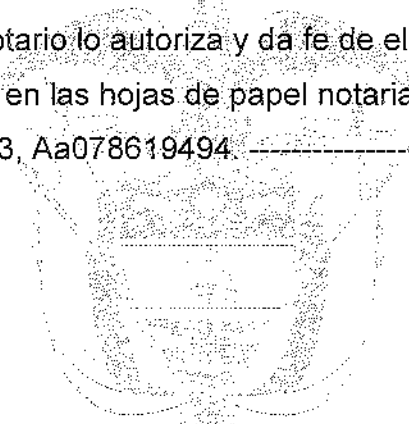 otario lo autoriza y da fe de el
en las hojas de papel notaria
3, Aa078619494. ---------------